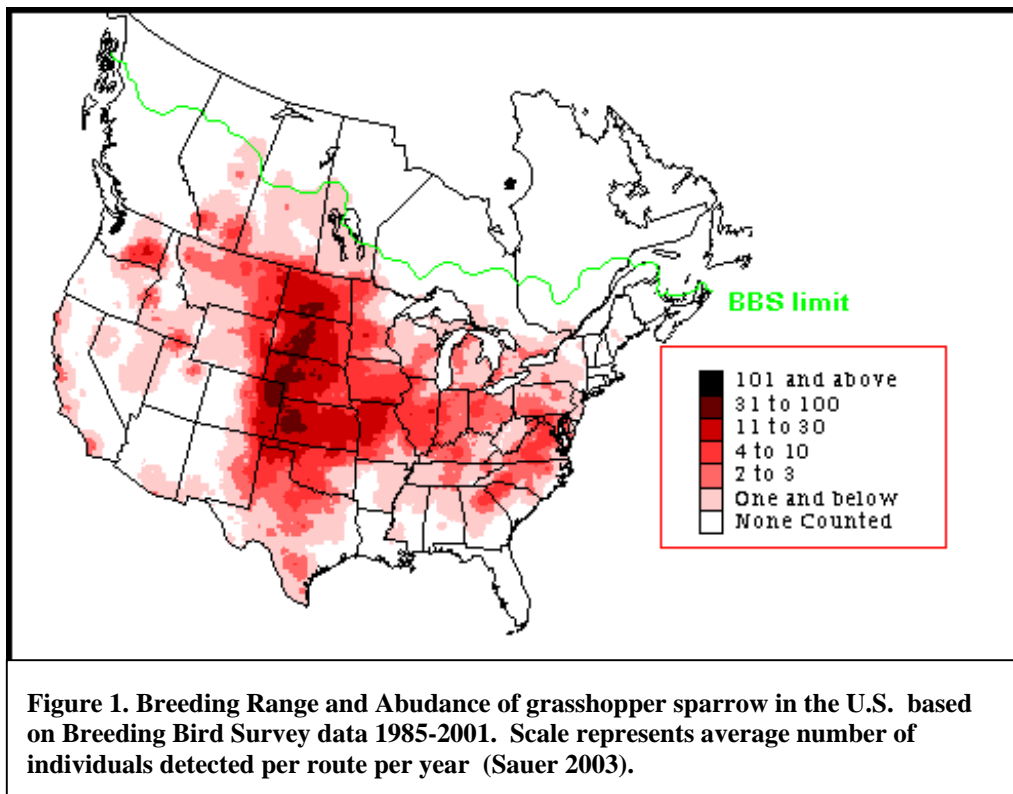 BBS limit
101 and above
31 to 100
11 to 30
4 to 10
2 to 3
One and below
None Counted
Figure 1. Breeding Range and Abudance of grasshopper sparrow in the U.S. based
on Breeding Bird Survey data 1985-2001. Scale represents average number of
individuals detected per route per year (Sauer 2003).